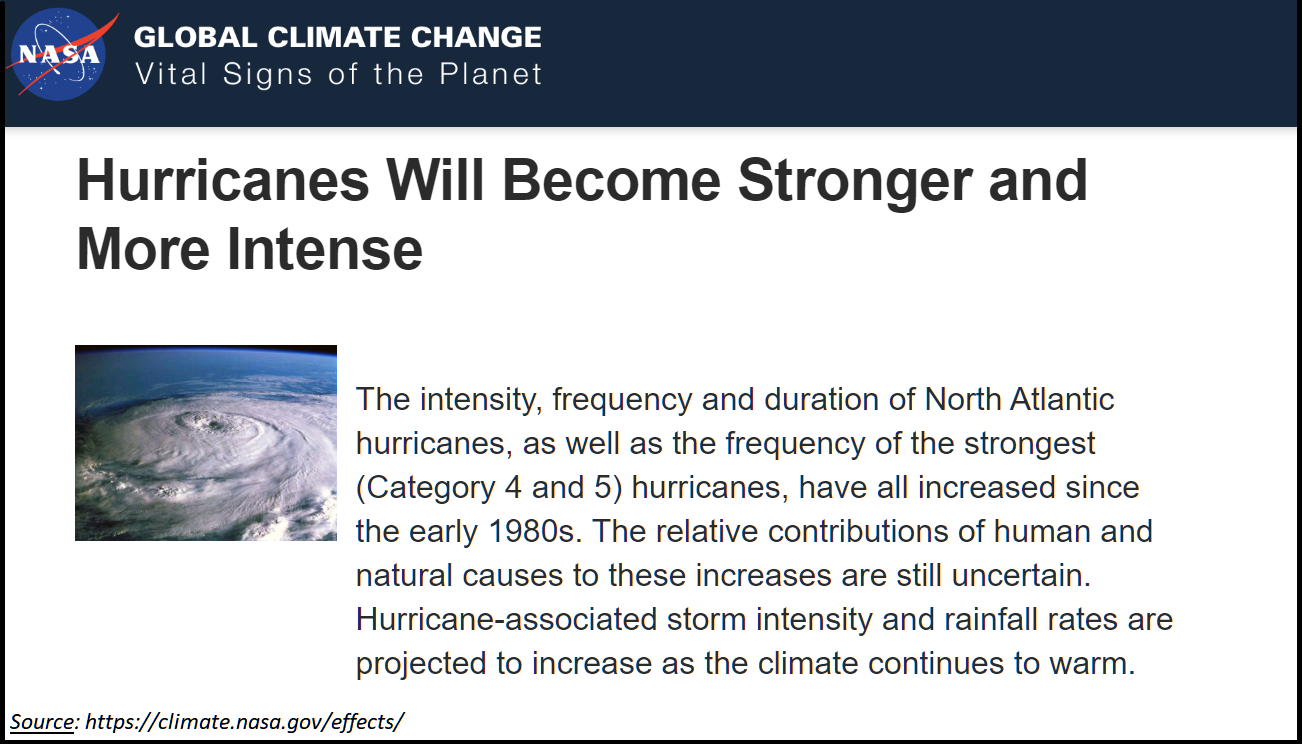 NASA
GLOBAL CLIMATE CHANGE
Vital Signs of the Planet
Hurricanes Will Become Stronger and
More Intense
The intensity, frequency and duration of North Atlantic
hurricanes, as well as the frequency of the strongest
(Category 4 and 5) hurricanes, have all increased since
the early 1980s. The relative contributions of human and
natural causes to these increases are still uncertain.
Hurricane-associated storm intensity and rainfall rates are
projected to increase as the climate continues to warm.
Source: https://climate.nasa.gov/effects/